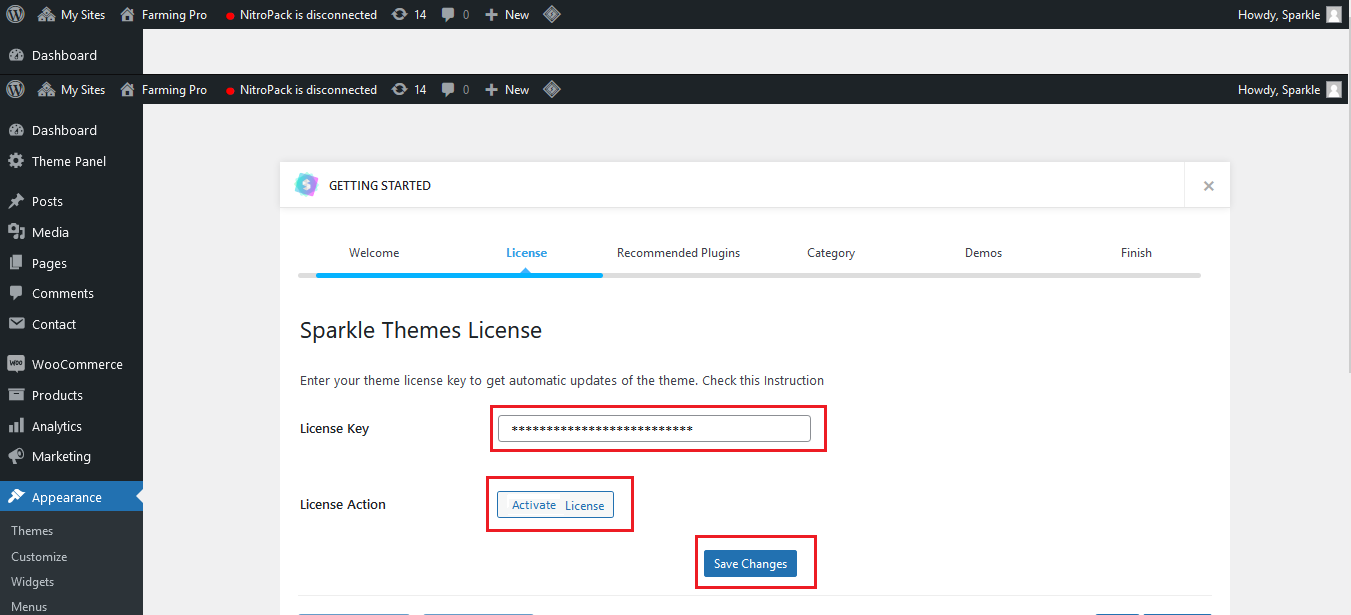 My Sites Farming Pro NitroPack is disconnected 14 0 New Howdy, Sparkle
Dashboard
My Sites Farming Pro NitroPack is disconnected 14 0 New Howdy, Sparkle
Dashboard
Theme Panel
Posts
Media
Pages
Comments
Contact
WooCommerce
Products
Analytics
Marketing
Appearance
Themes
Customize
Widgets
Menus
GETTING STARTED
Welcome License Recommended Plugins Category Demos Finish
Sparkle Themes License
Enter your theme license key to get automatic updates of the theme. Check this Instruction
License Key **************************
License Action Activate License
Save Changes